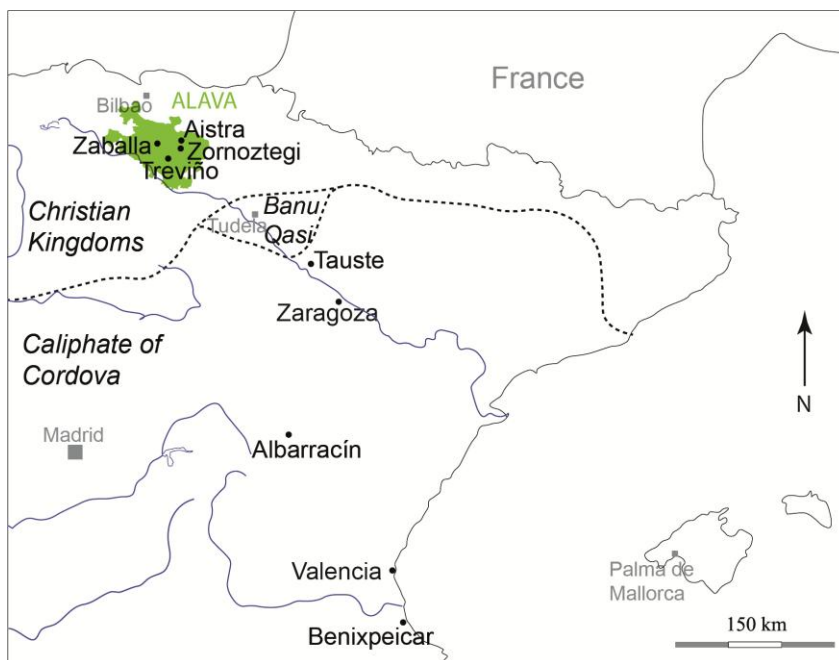 France
Bilbao
ALAVA
Aistra
Zaballa
Zornoztegi
Treviño
Christian
Kingdoms
Banu
Qasi
Tudela
Tauste
Zaragoza
Caliphate of
Cordova
N
Madrid
Albarracín
Valencia
Palma de
Mallorca
Benixpeicar
150 km